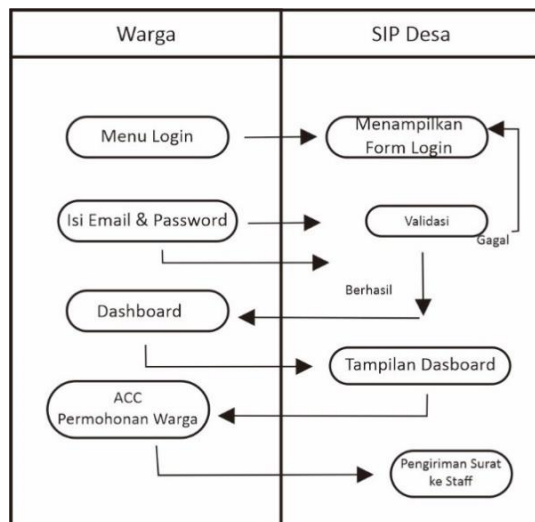 Warga
SIP Desa
Menu Login
Menampilkan
Form Login
Isi Email & Password
Validasi
Gagal
Berhasil
Dashboard
Tampilan Dasboard
ACC
Permohonan Warga
Pengiriman Surat
ke Staff